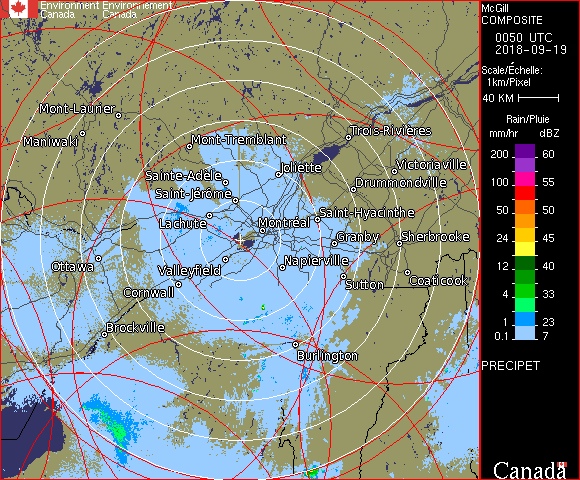 Environment Environnement
Canada Canada
McGill
COMPOSITE
0050 UTC
2018-09-19
Scale/Échelle:
1km/Pixel
40 KM
Rain/Pluie
mm/hr dBZ
200 60
100 55
50 50
24 45
12 40
4 33
1 23
0.1 7
PRECIPET
Canada
Mont-Laurier
Maniwaki
Mont-Tremblant
Trois-Rivières
Sainte-Adèle
Joliette
Victoriaville
Saint-Jérôme
Drummondville
Lachute
Montréal
Saint-Hyacinthe
Granby
Sherbrooke
Ottawa
Valleyfield
Napierville
Cornwall
Sutton
Coaticook
Brockville
Burlington